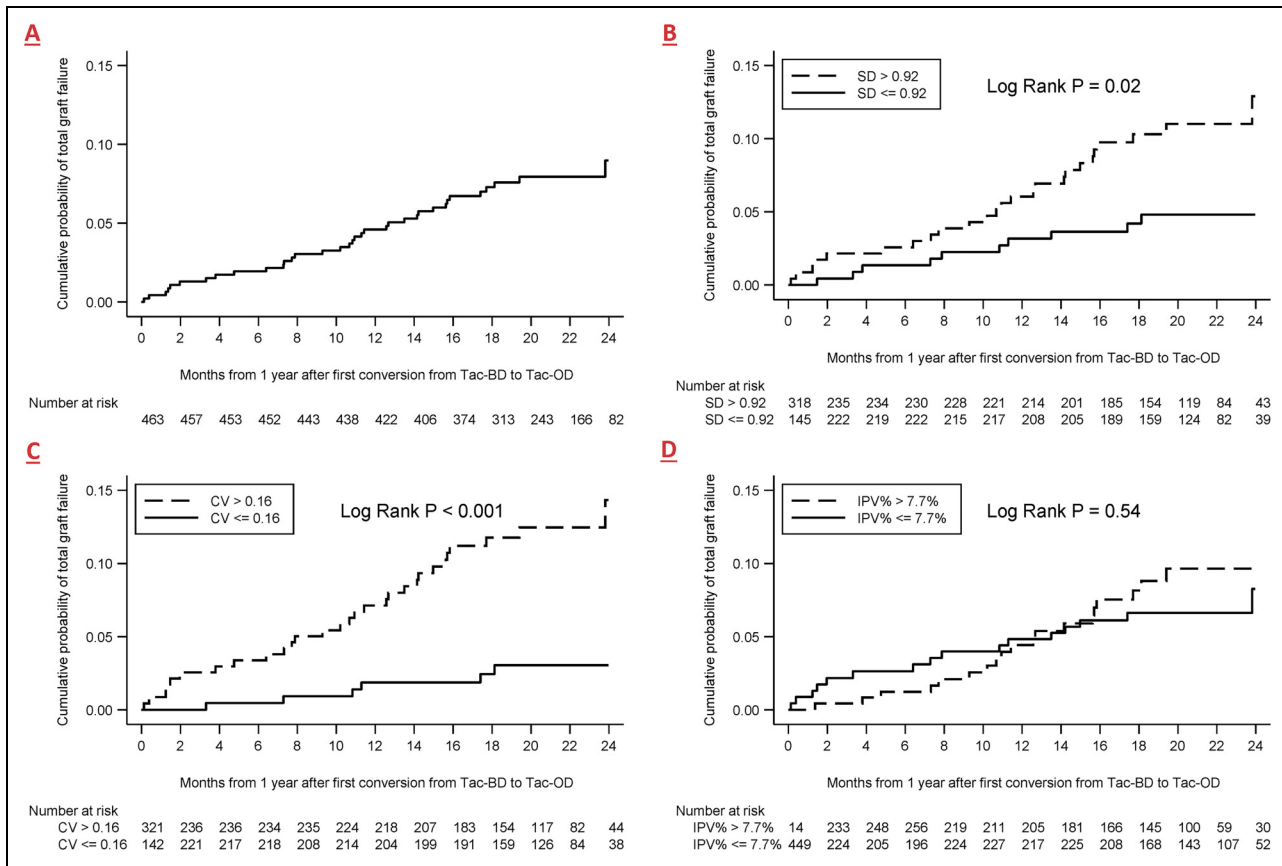 A
Cumulative probability of total graft failure
0.15
0.10
0.05
0.00
0 2 4 6 8 10 12 14 16 18 20 22 24
Months from 1 year after first conversion from Tac-BD to Tac-OD
Number at risk
463 457 453 452 443 438 422 406 374 313 243 166 82
B
Cumulative probability of total graft failure
0.15
0.10
0.05
0.00
SD > 0.92
SD <= 0.92
Log Rank P = 0.02
0 2 4 6 8 10 12 14 16 18 20 22 24
Months from 1 year after first conversion from Tac-BD to Tac-OD
Number at risk
SD > 0.92 318 235 234 230 228 221 214 201 185 154 119 84 43
SD <= 0.92 145 222 219 222 215 217 208 205 189 159 124 82 39
C
Cumulative probability of total graft failure
0.15
0.10
0.05
0.00
CV > 0.16
CV <= 0.16
Log Rank P < 0.001
0 2 4 6 8 10 12 14 16 18 20 22 24
Months from 1 year after first conversion from Tac-BD to Tac-OD
Number at risk
CV > 0.16 321 236 236 234 235 224 218 207 183 154 117 82 44
CV <= 0.16 142 221 217 218 208 214 204 199 191 159 126 84 38
D
Cumulative probability of total graft failure
0.15
0.10
0.05
0.00
IPV% > 7.7%
IPV% <= 7.7%
Log Rank P = 0.54
0 2 4 6 8 10 12 14 16 18 20 22 24
Months from 1 year after first conversion from Tac-BD to Tac-OD
Number at risk
IPV% > 7.7% 14 233 248 256 219 211 205 181 166 145 100 59 30
IPV% <= 7.7% 449 224 205 196 224 227 217 225 208 168 143 107 52